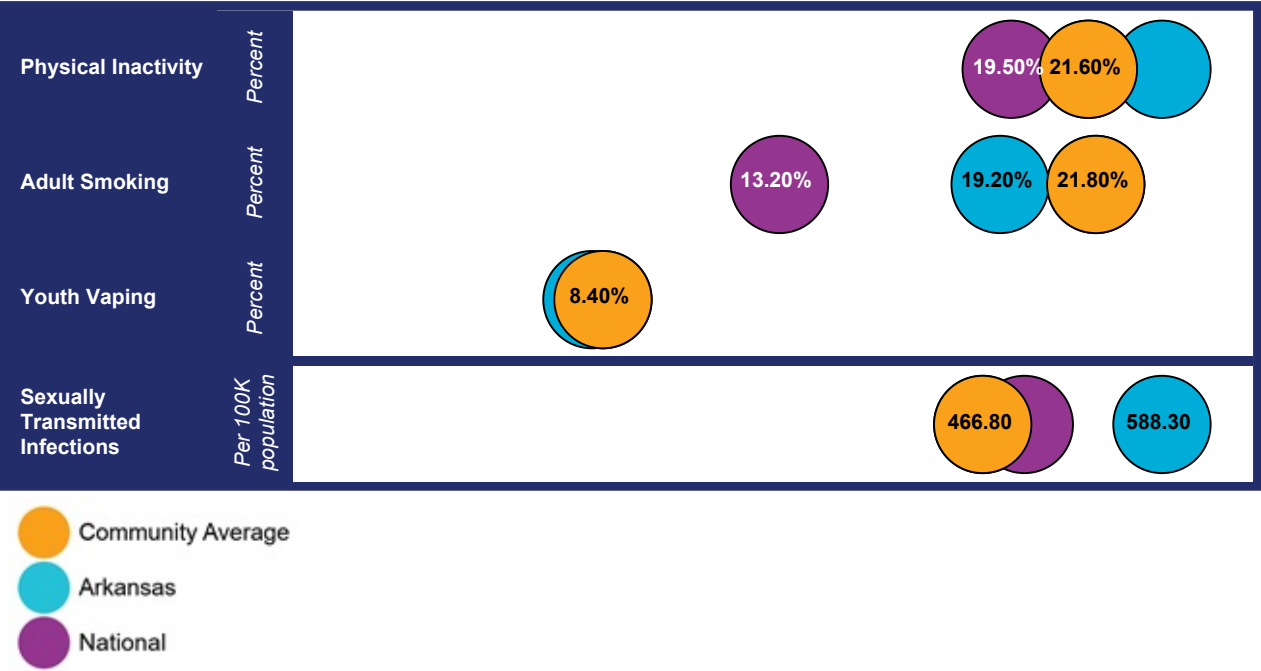 Physical Inactivity
Percent
19.50%
21.60%
Adult Smoking
Percent
13.20%
19.20%
21.80%
Youth Vaping
Percent
8.40%
Sexually
Transmitted
Infections
Per 100K
population
466.80
588.30
Community Average
Arkansas
National